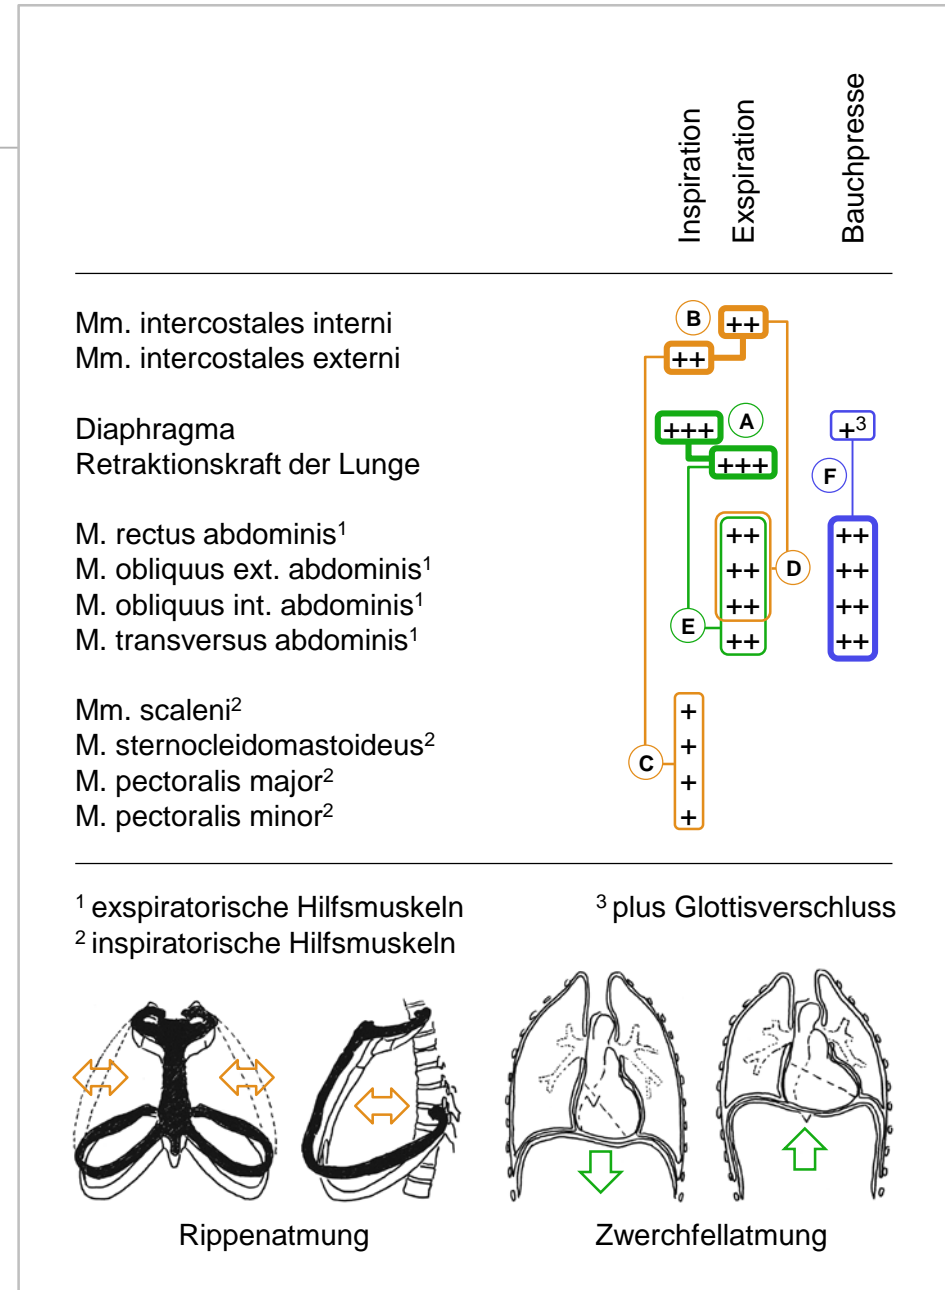 Inspiration
Exspiration
Bauchpresse
Mm. intercostales interni B ++
Mm. intercostales externi ++
Diaphragma +++ A +³
Retraktionskraft der Lunge +++ F
M. rectus abdominis¹ ++ ++
M. obliquus ext. abdominis¹ ++ D ++
M. obliquus int. abdominis¹ ++ ++
M. transversus abdominis¹ E ++ ++
Mm. scaleni² +
M. sternocleidomastoideus² +
M. pectoralis major² C +
M. pectoralis minor² +
¹ exspiratorische Hilfsmuskeln ³ plus Glottisverschluss
² inspiratorische Hilfsmuskeln
Rippenatmung Zwerchfellatmung